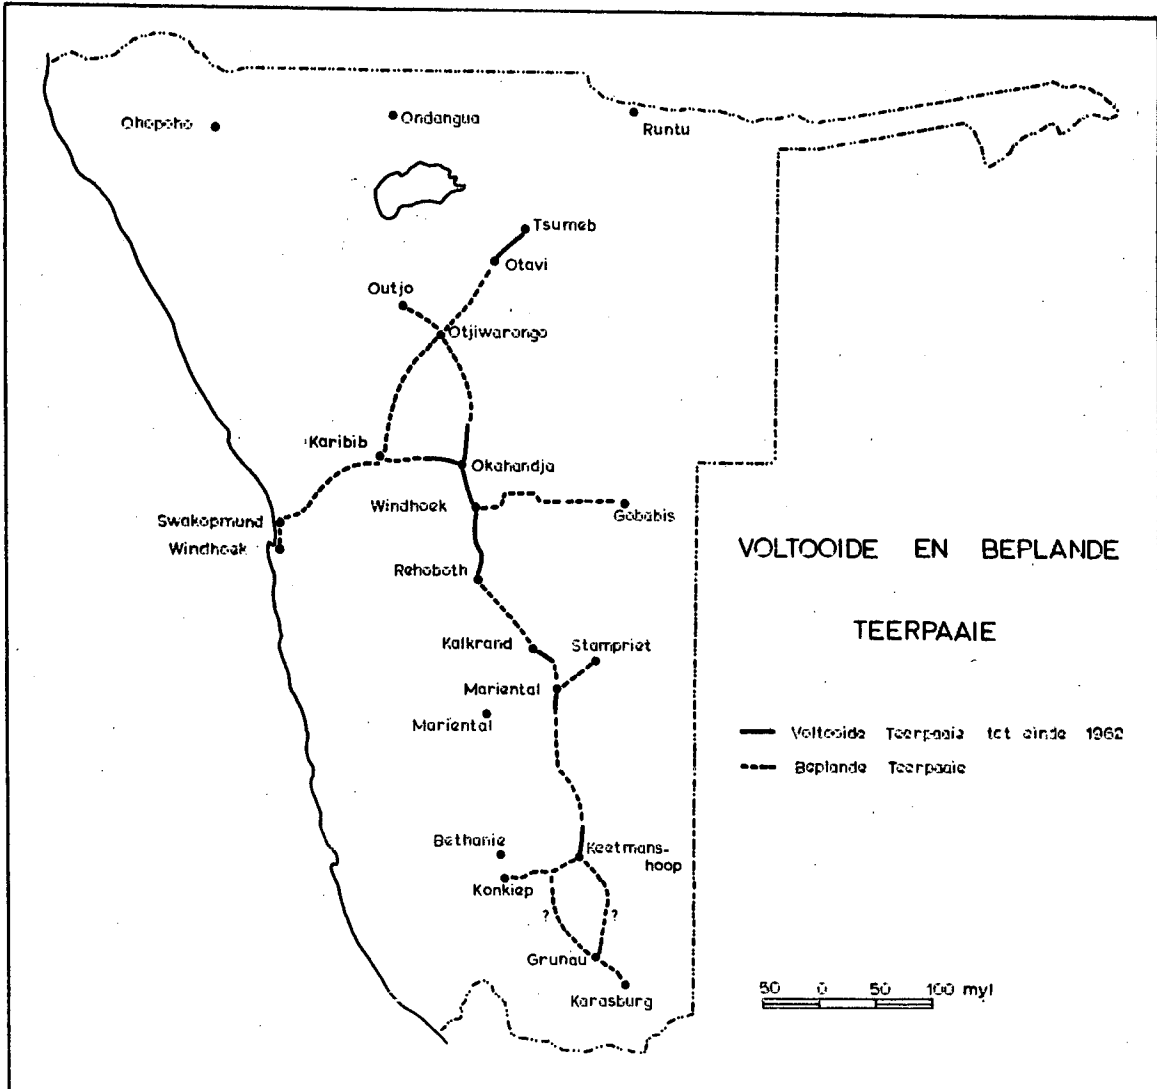 Ohopoho
Ondangua
Runtu
Tsumeb
Otavi
Outjo
Otjiwarongo
Karibib
Okahandja
Windhoek
Gobabis
Swakopmund
Windhoek
Rehoboth
VOLTOOIDE EN BEPLANDE
TEERPAAIE
Kalkrand
Stampriet
Mariental
Mariental
Voltooide Teerpaaie tot einde 1962
Beplande Teerpaaie
Bethanie
Keetmans-
hoop
Konkiep
?
?
Grunau
Karasburg
50 0 50 100 myl